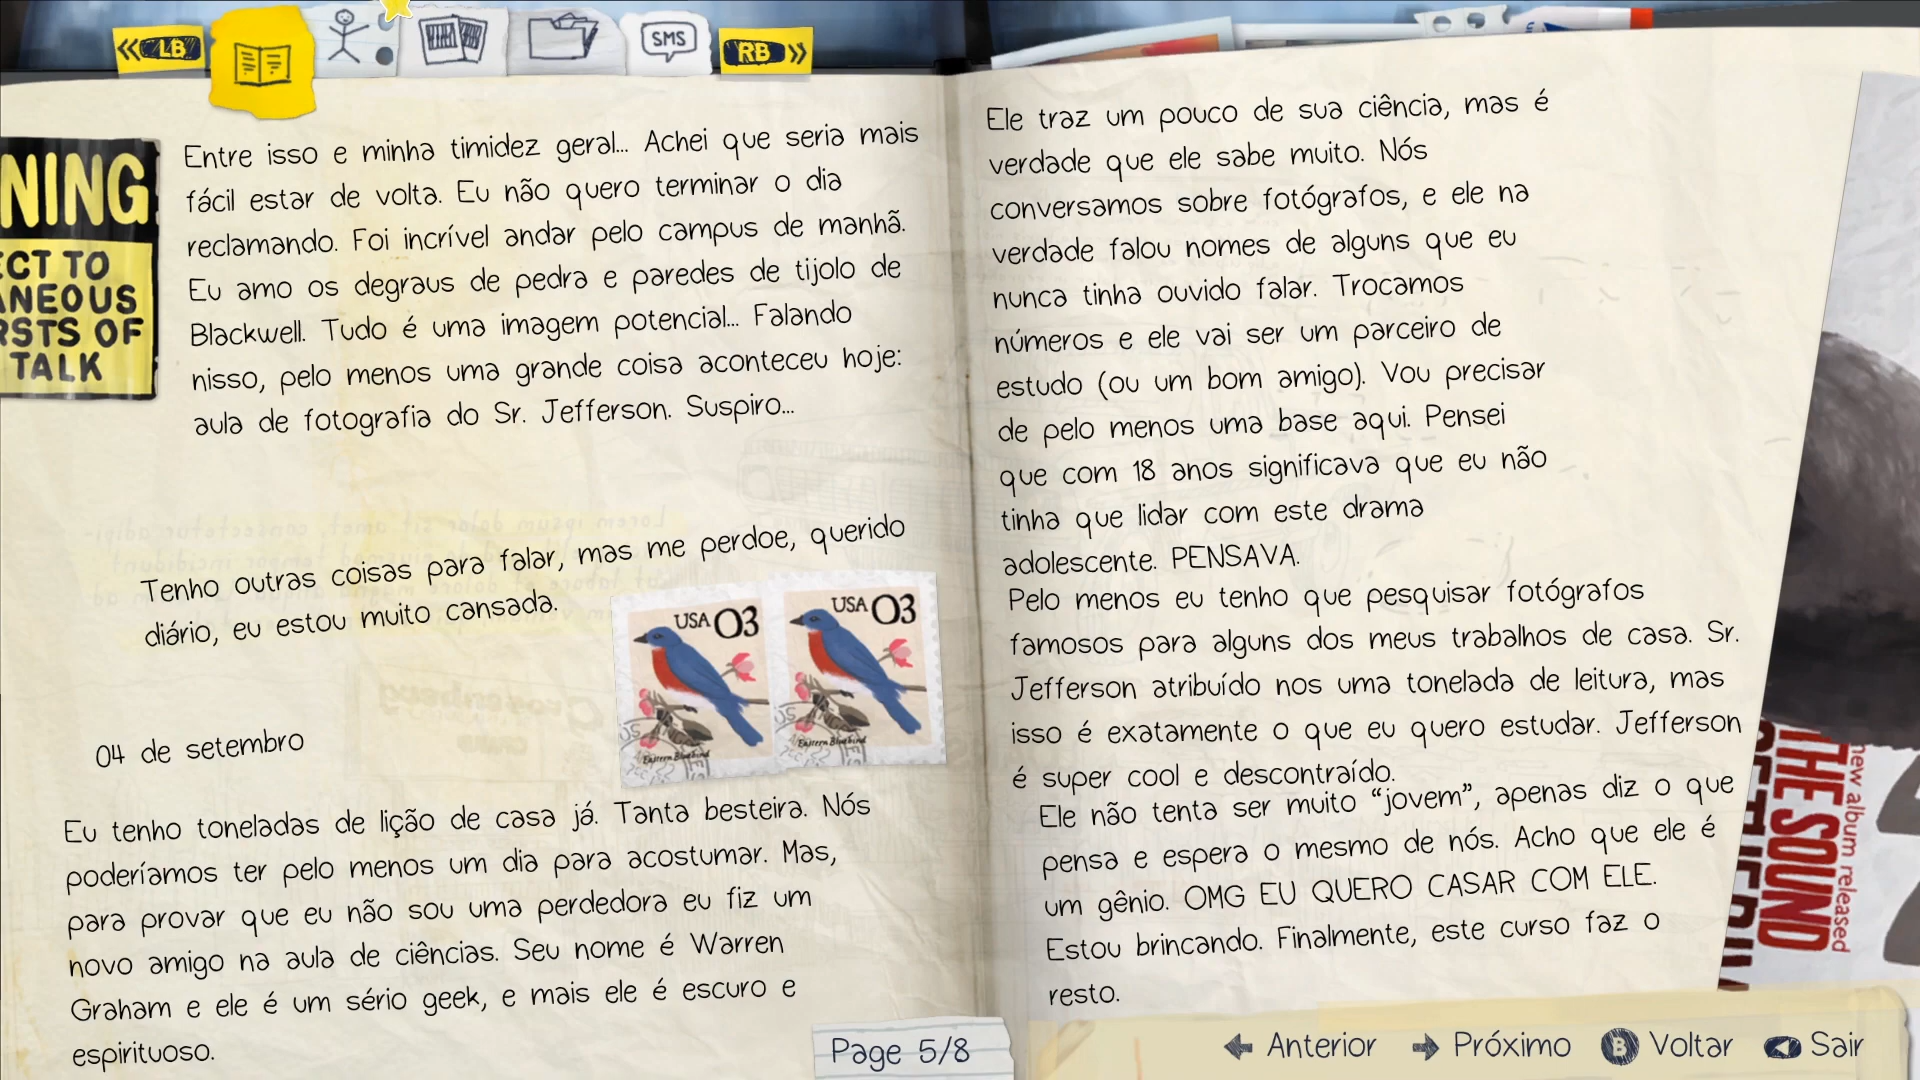 LB
SMS
RB
NING
ECT TO
ANEOUS
RSTS OF
TALK
Entre isso e minha timidez geral... Achei que seria mais
fácil estar de volta. Eu não quero terminar o dia
reclamando. Foi incrível andar pelo campus de manhã.
Eu amo os degraus de pedra e paredes de tijolo de
Blackwell. Tudo é uma imagem potencial... Falando
nisso, pelo menos uma grande coisa aconteceu hoje:
aula de fotografia do Sr. Jefferson. Suspiro...
Tenho outras coisas para falar, mas me perdoe, querido
diário, eu estou muito cansada.
USA 03
Eastern Bluebird
USA 03
Eastern Bluebird
04 de setembro
Eu tenho toneladas de lição de casa já. Tanta besteira. Nós
poderíamos ter pelo menos um dia para acostumar. Mas,
para provar que eu não sou uma perdedora eu fiz um
novo amigo na aula de ciências. Seu nome é Warren
Graham e ele é um sério geek, e mais ele é escuro e
espirituoso.
Page 5/8
Ele traz um pouco de sua ciência, mas é
verdade que ele sabe muito. Nós
conversamos sobre fotógrafos, e ele na
verdade falou nomes de alguns que eu
nunca tinha ouvido falar. Trocamos
números e ele vai ser um parceiro de
estudo (ou um bom amigo). Vou precisar
de pelo menos uma base aqui. Pensei
que com 18 anos significava que eu não
tinha que lidar com este drama
adolescente. PENSAVA.
Pelo menos eu tenho que pesquisar fotógrafos
famosos para alguns dos meus trabalhos de casa. Sr.
Jefferson atribuído nos uma tonelada de leitura, mas
isso é exatamente o que eu quero estudar. Jefferson
é super cool e descontraído.
Ele não tenta ser muito “jovem”, apenas diz o que
pensa e espera o mesmo de nós. Acho que ele é
um gênio. OMG EU QUERO CASAR COM ELE.
Estou brincando. Finalmente, este curso faz o
resto.
new album released
THE SOUND
Anterior
Próximo
B Voltar
Sair